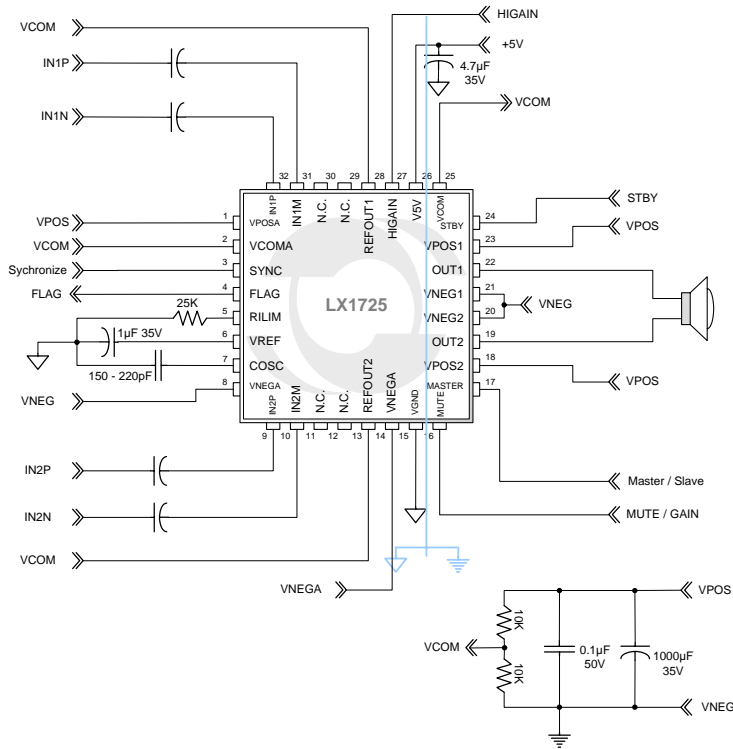 VCOM
HIGAIN
+5V
IN1P
4.7µF
35V
VCOM
IN1N
32 31 30 29 28 27 26 25
IN1P IN1M N.C. N.C. REFOUT1 HIGAIN V5V VCOM
VPOS 1 VPOSA
STBY 24 STBY
VCOM 2 VCOMA
VPOS1 23 VPOS
Sychronize 3 SYNC
OUT1 22
FLAG 4 FLAG
VNEG1 21
VNEG
LX1725
25K 5 RILIM
VNEG2 20
1µF 35V 6 VREF
OUT2 19
150 - 220pF 7 COSC
VPOS2 18 VPOS
VNEG 8 VNEGA
MASTER 17
IN2P IN2M N.C. N.C. REFOUT2 VNEGA VGND MUTE
9 10 11 12 13 14 15 16
IN2P
Master / Slave
IN2N
MUTE / GAIN
VCOM
VNEGA
VPOS
10K
VCOM
0.1µF
50V
1000µF
35V
10K
VNEG